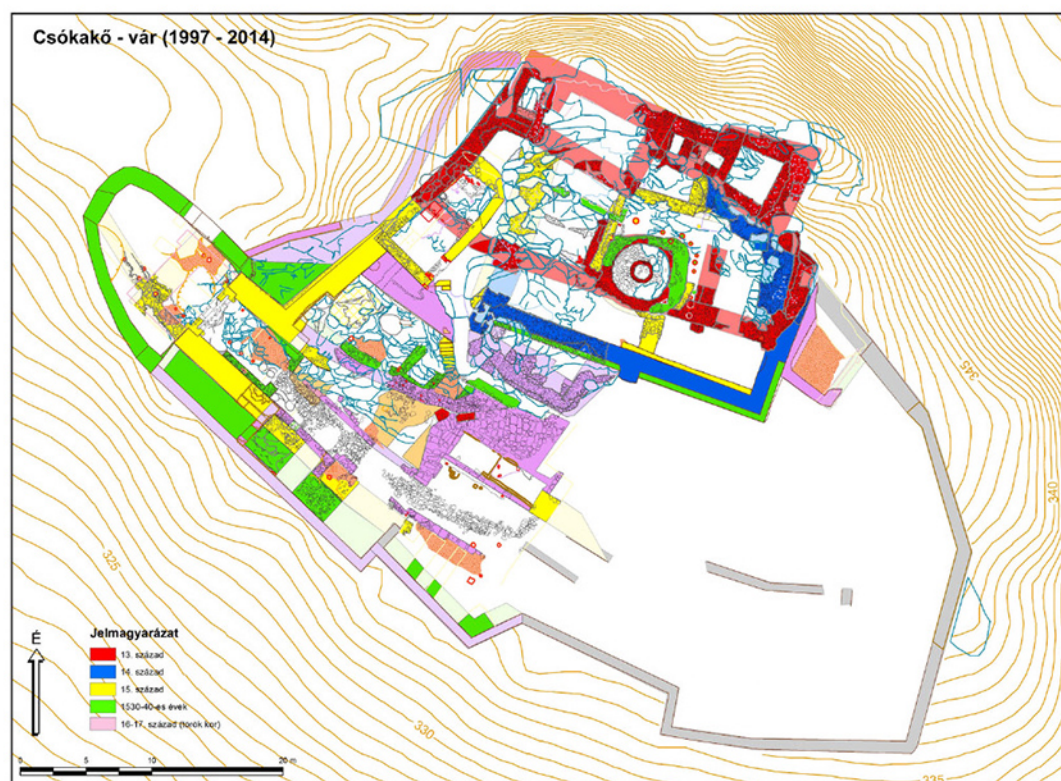 Csókakő - vár (1997 - 2014)
345
340
325
É
Jelmagyarázat
13. század
14. század
15. század
1530-40-es évek
16-17. század (török kor)
330
335
0 5 10 20 m